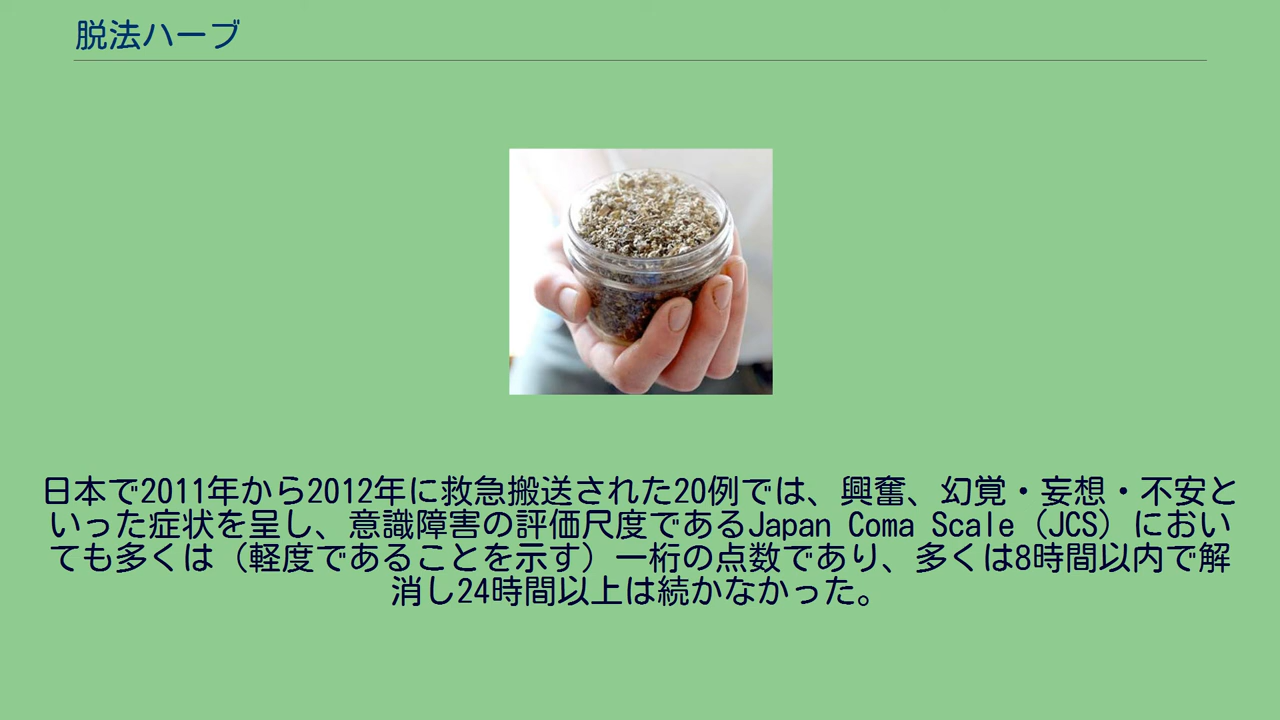 脱法ハーブ
日本で2011年から2012年に救急搬送された20例では、興奮、幻覚・妄想・不安と
いった症状を呈し、意識障害の評価尺度であるJapan Coma Scale（JCS）におい
ても多くは（軽度であることを示す）一桁の点数であり、多くは8時間以内で解
消し24時間以上は続かなかった。